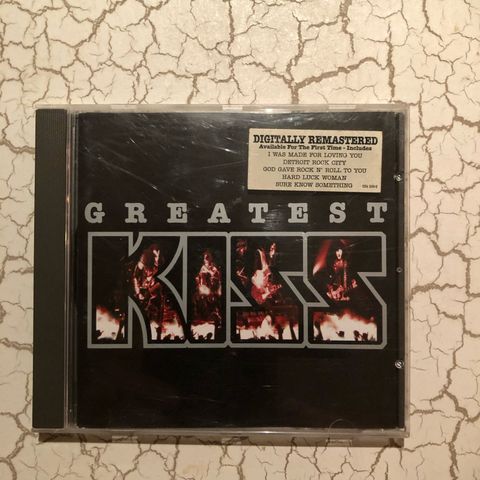 DIGITALLY REMASTERED
Available For The First Time - Includes
I WAS MADE FOR LOVING YOU
DETROIT ROCK CITY
GOD GAVE ROCK N' ROLL TO YOU
HARD LUCK WOMAN
SURE KNOW SOMETHING
GREATEST
KISS